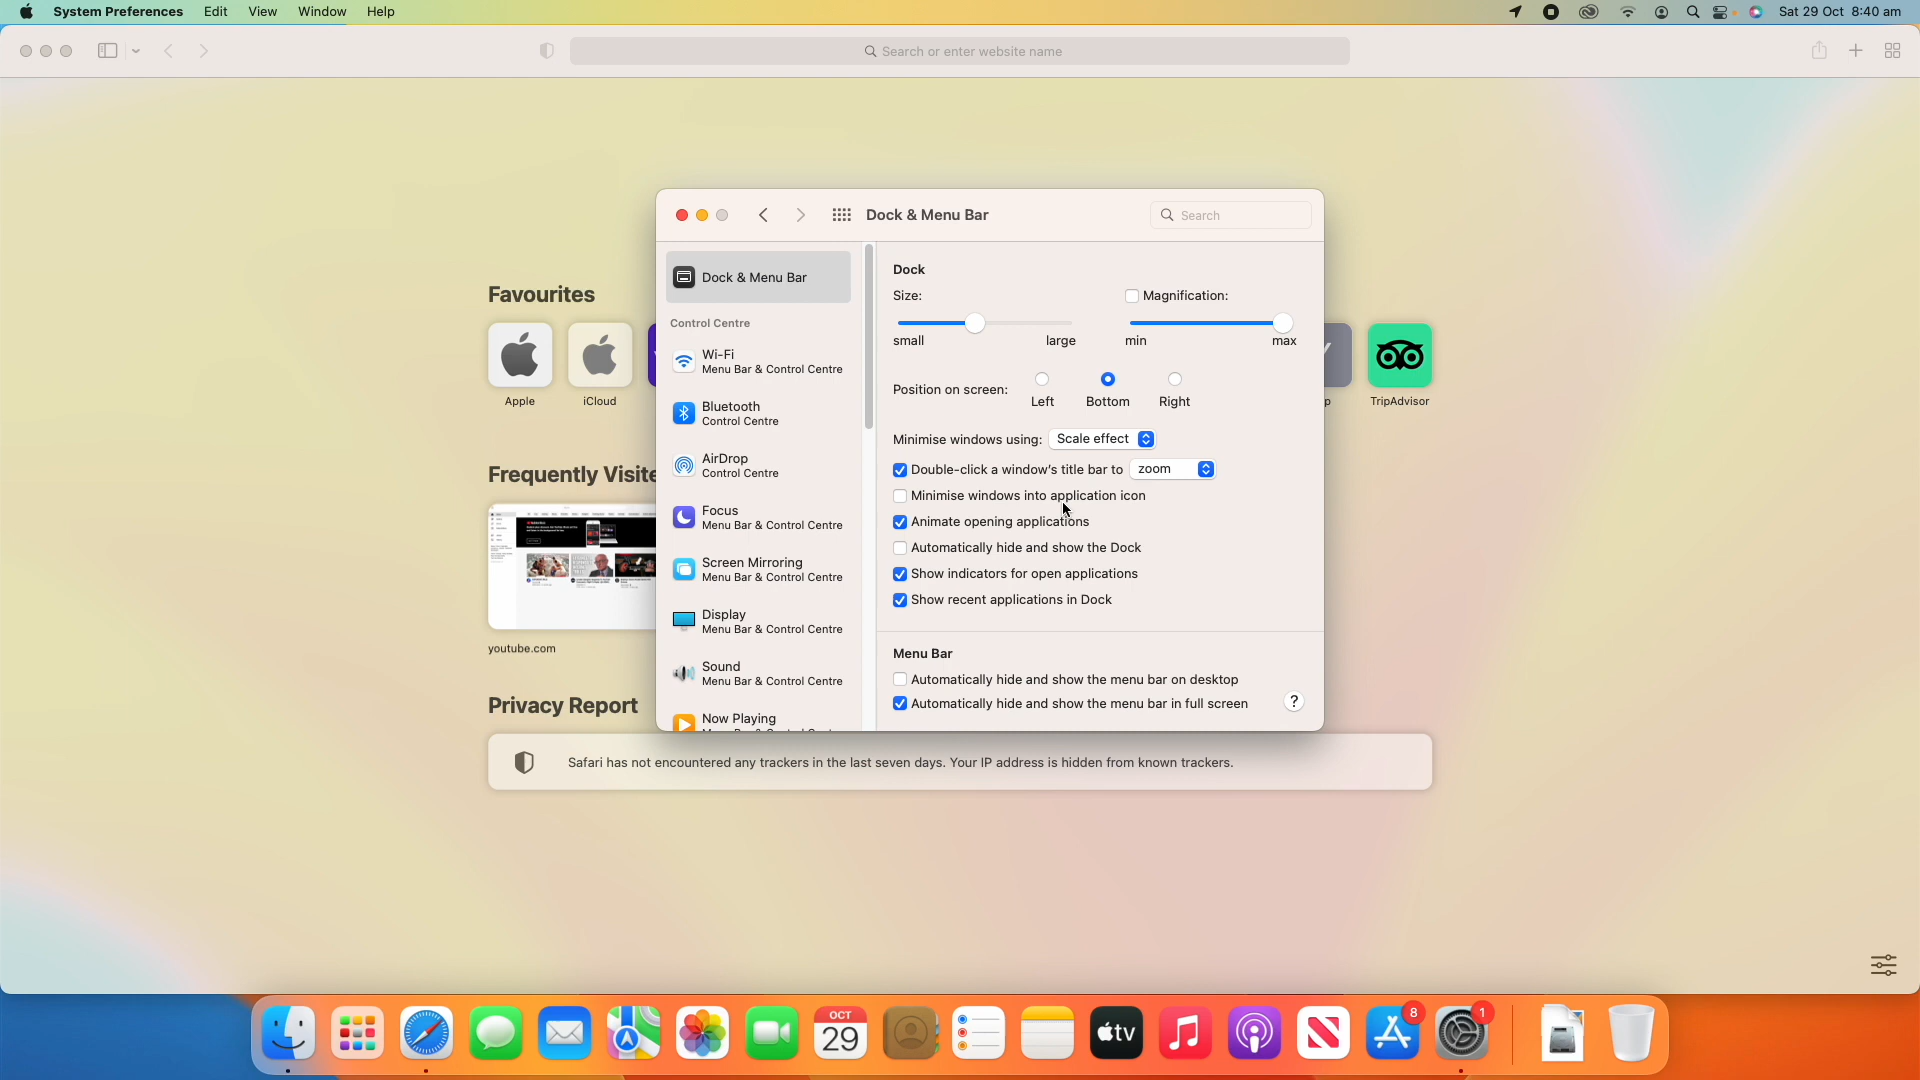 System Preferences Edit View Window Help Sat 29 Oct 8:40 am
Search or enter website name
Dock & Menu Bar Search
Dock & Menu Bar
Control Centre
Wi-Fi
Menu Bar & Control Centre
Bluetooth
Control Centre
AirDrop
Control Centre
Focus
Menu Bar & Control Centre
Screen Mirroring
Menu Bar & Control Centre
Display
Menu Bar & Control Centre
Sound
Menu Bar & Control Centre
Now Playing
Dock
Size: Magnification:
small large min max
Position on screen: Left Bottom Right
Minimise windows using: Scale effect
Double-click a window's title bar to zoom
Minimise windows into application icon
Animate opening applications
Automatically hide and show the Dock
Show indicators for open applications
Show recent applications in Dock
Menu Bar
Automatically hide and show the menu bar on desktop
Automatically hide and show the menu bar in full screen ?
Favourites
Apple iCloud p TripAdvisor
Frequently Visite
youtube.com
Privacy Report
Safari has not encountered any trackers in the last seven days. Your IP address is hidden from known trackers.
OCT
29
tv
8
1